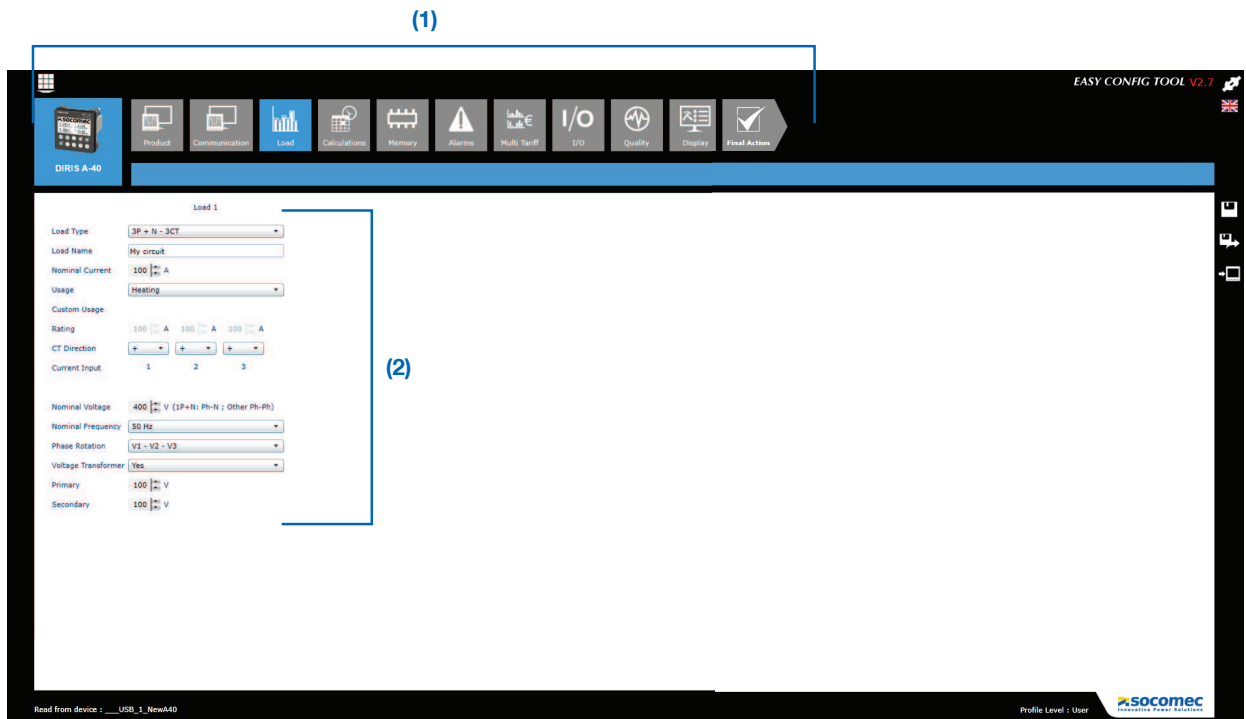 (1)
EASY CONFIG TOOL V2.7
socomec
Product Communication Load Calculations Memory Alarms Multi Tariff I/O I/O Quality Display Final Action
DIRIS A-40
Load 1
Load Type 3P + N - 3CT
Load Name My circuit
Nominal Current 100 A
Usage Heating
Custom Usage
Rating 100 A 100 A 100 A
CT Direction + + +
Current Input 1 2 3
(2)
Nominal Voltage 400 V (1P+N: Ph-N ; Other Ph-Ph)
Nominal Frequency 50 Hz
Phase Rotation V1 - V2 - V3
Voltage Transformer Yes
Primary 100 V
Secondary 100 V
Read from device : ___USB_1_NewA40
Profile Level : User
socomec
Innovative Power Solutions